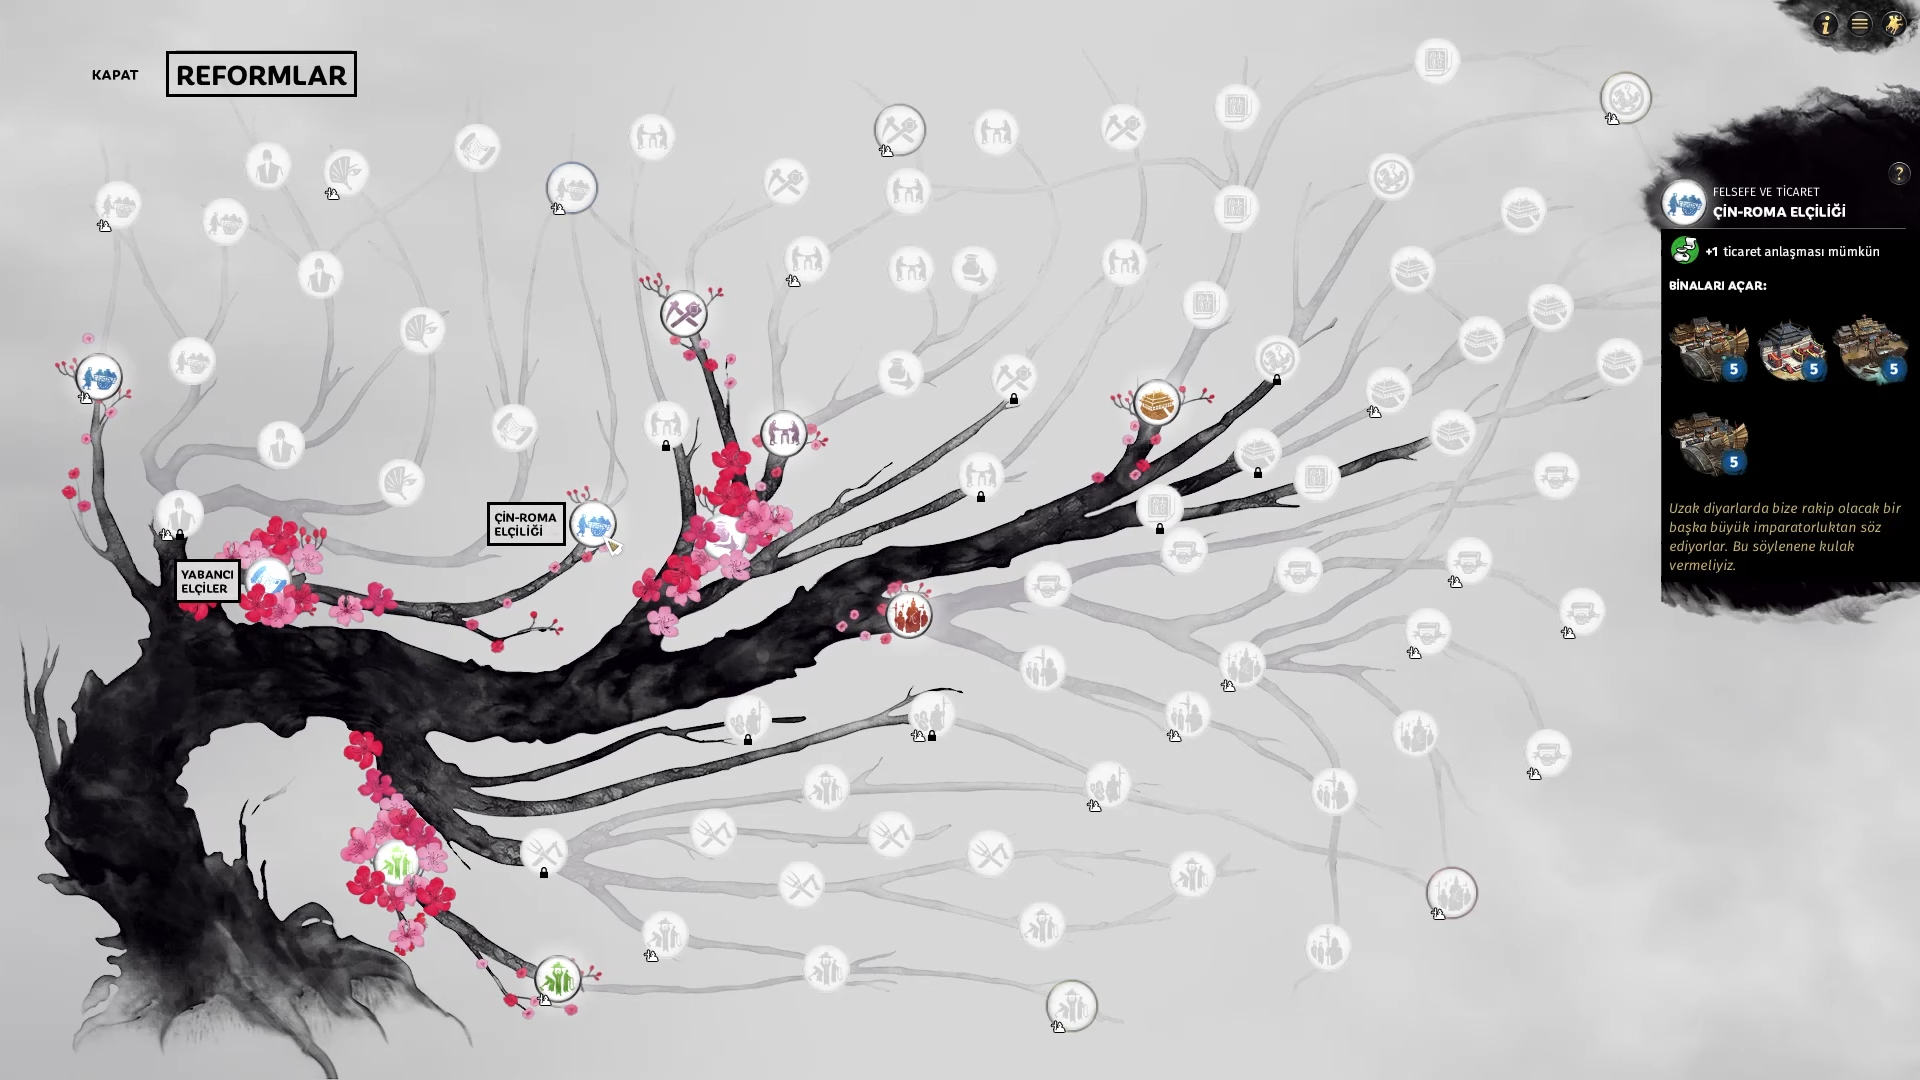 KAPAT
REFORMLAR
ÇİN-ROMA
ELÇİLİĞİ
YABANCI
ELÇİLER
?
FELSEFE VE TİCARET
ÇİN-ROMA ELÇİLİĞİ
+1 ticaret anlaşması mümkün
BİNALARI AÇAR:
5 5 5
5
Uzak diyarlarda bize rakip olacak bir
başka büyük imparatorluktan söz
ediyorlar. Bu söylenene kulak
vermeliyiz.